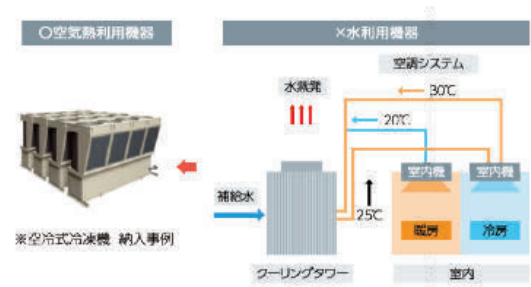 〇空気熱利用機器
×水利用機器
空調システム
水蒸発
30℃
20℃
室内機
室内機
補給水
25℃
暖房
冷房
※空冷式冷凍機 納入事例
クーリングタワー
室内